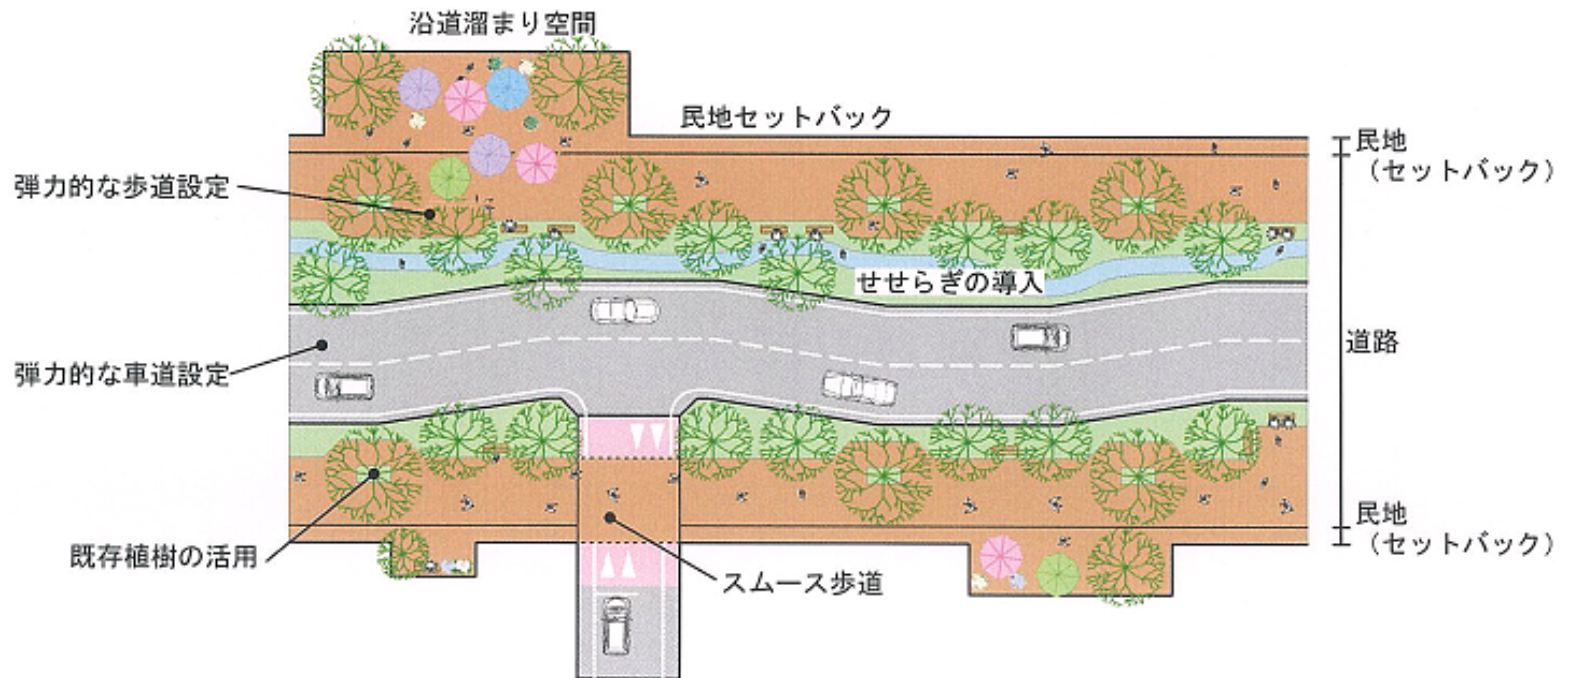 沿道溜まり空間
民地セットバック
民地
（セットバック）
弾力的な歩道設定
せせらぎの導入
道路
弾力的な車道設定
民地
（セットバック）
既存植樹の活用
スムース歩道